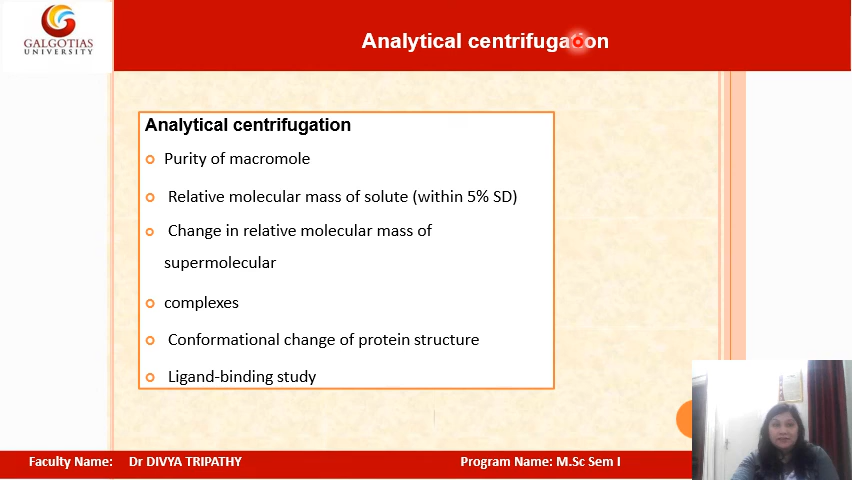 GALGOTIAS
UNIVERSITY
Analytical centrifugation
Analytical centrifugation
Purity of macromole
Relative molecular mass of solute (within 5% SD)
Change in relative molecular mass of
supermolecular
complexes
Conformational change of protein structure
Ligand-binding study
Faculty Name: Dr DIVYA TRIPATHY
Program Name: M.Sc Sem I